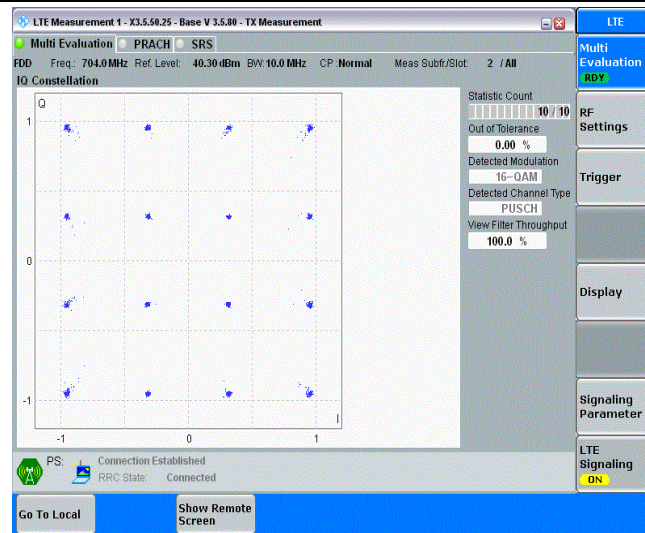 LTE Measurement 1 - X3.5.50.25 - Base V 3.5.80 - TX Measurement
LTE
Multi Evaluation PRACH SRS
Multi
Evaluation
RDY
FDD Freq.: 704.0 MHz Ref. Level: 40.30 dBm BW: 10.0 MHz CP : Normal Meas Subfr./Slot: 2 / All
IQ Constellation
Q
1
0
-1
-1 0 1
I
Statistic Count
10 / 10
Out of Tolerance
0.00 %
Detected Modulation
16-QAM
Detected Channel Type
PUSCH
View Filter Throughput
100.0 %
RF
Settings
Trigger
Display
Signaling
Parameter
LTE
Signaling
ON
PS: Connection Established
RRC State: Connected
Go To Local
Show Remote
Screen